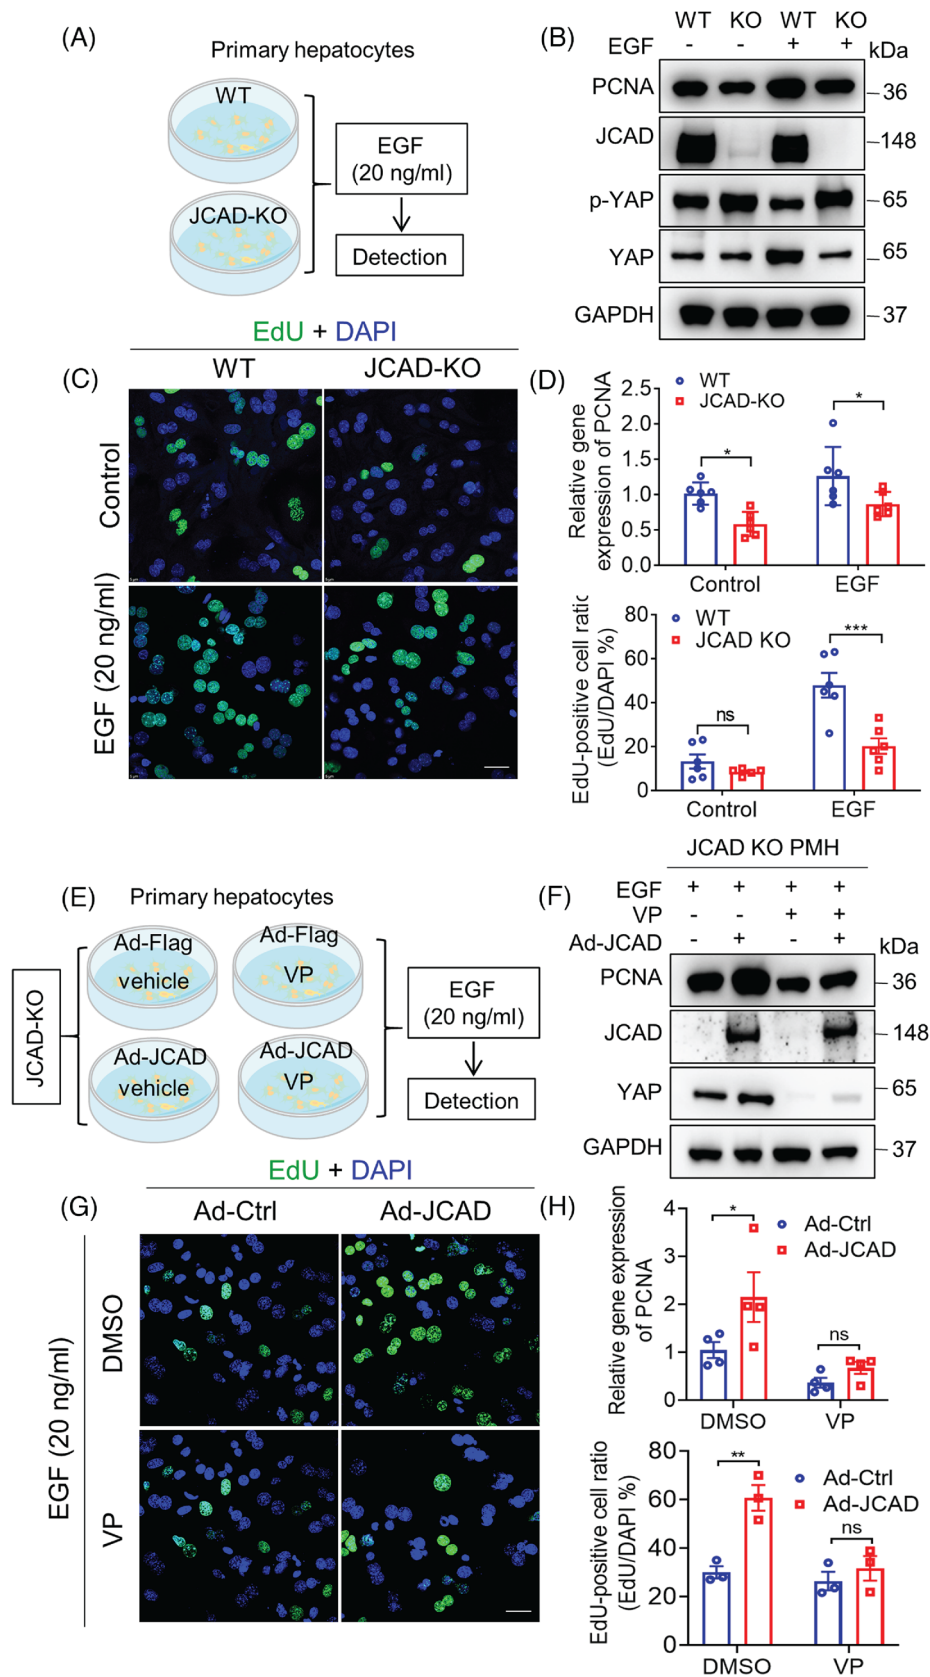 (A)
Primary hepatocytes
WT
JCAD-KO
EGF
(20 ng/ml)
Detection
(B)
WT KO WT KO
EGF - - + + kDa
PCNA 36
JCAD 148
p-YAP 65
YAP 65
GAPDH 37
EdU + DAPI
(C) WT JCAD-KO
Control
EGF (20 ng/ml)
(D)
Relative gene
expression of PCNA
2.5
2.0
1.5
1.0
0.5
0.0
WT
JCAD-KO
* *
Control EGF
EdU-positive cell ratio
(EdU/DAPI %)
80
60
40
20
0
WT
JCAD KO
ns ***
Control EGF
(E)
Primary hepatocytes
JCAD-KO
Ad-Flag
vehicle
Ad-Flag
VP
Ad-JCAD
vehicle
Ad-JCAD
VP
EGF
(20 ng/ml)
Detection
(F)
JCAD KO PMH
EGF + + + +
VP - - + +
Ad-JCAD - + - + kDa
PCNA 36
JCAD 148
YAP 65
GAPDH 37
EdU + DAPI
(G) Ad-Ctrl Ad-JCAD
EGF (20 ng/ml)
DMSO
VP
(H)
Relative gene expression
of PCNA
4
3
2
1
0
Ad-Ctrl
Ad-JCAD
* ns
DMSO VP
EdU-positive cell ratio
(EdU/DAPI %)
80
60
40
20
0
Ad-Ctrl
Ad-JCAD
** ns
DMSO VP